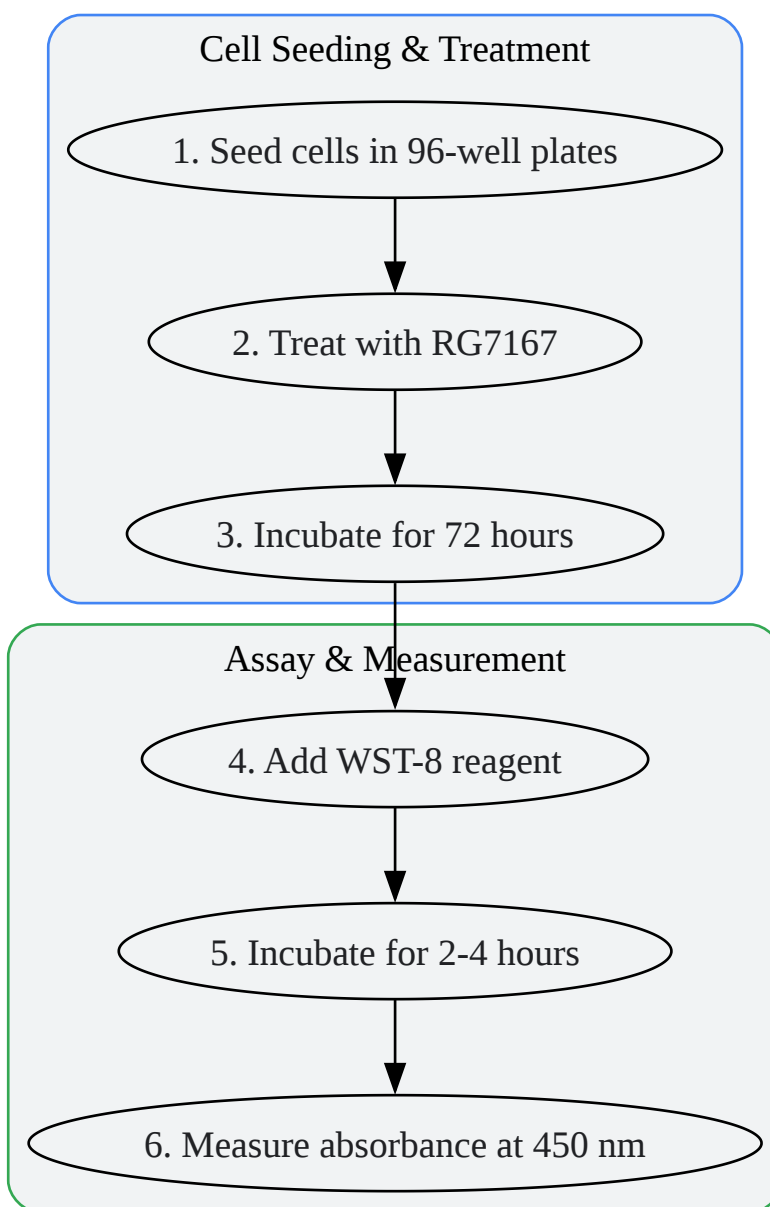 Cell Seeding & Treatment
1. Seed cells in 96-well plates
2. Treat with RG7167
3. Incubate for 72 hours
Assay & Measurement
4. Add WST-8 reagent
5. Incubate for 2-4 hours
6. Measure absorbance at 450 nm